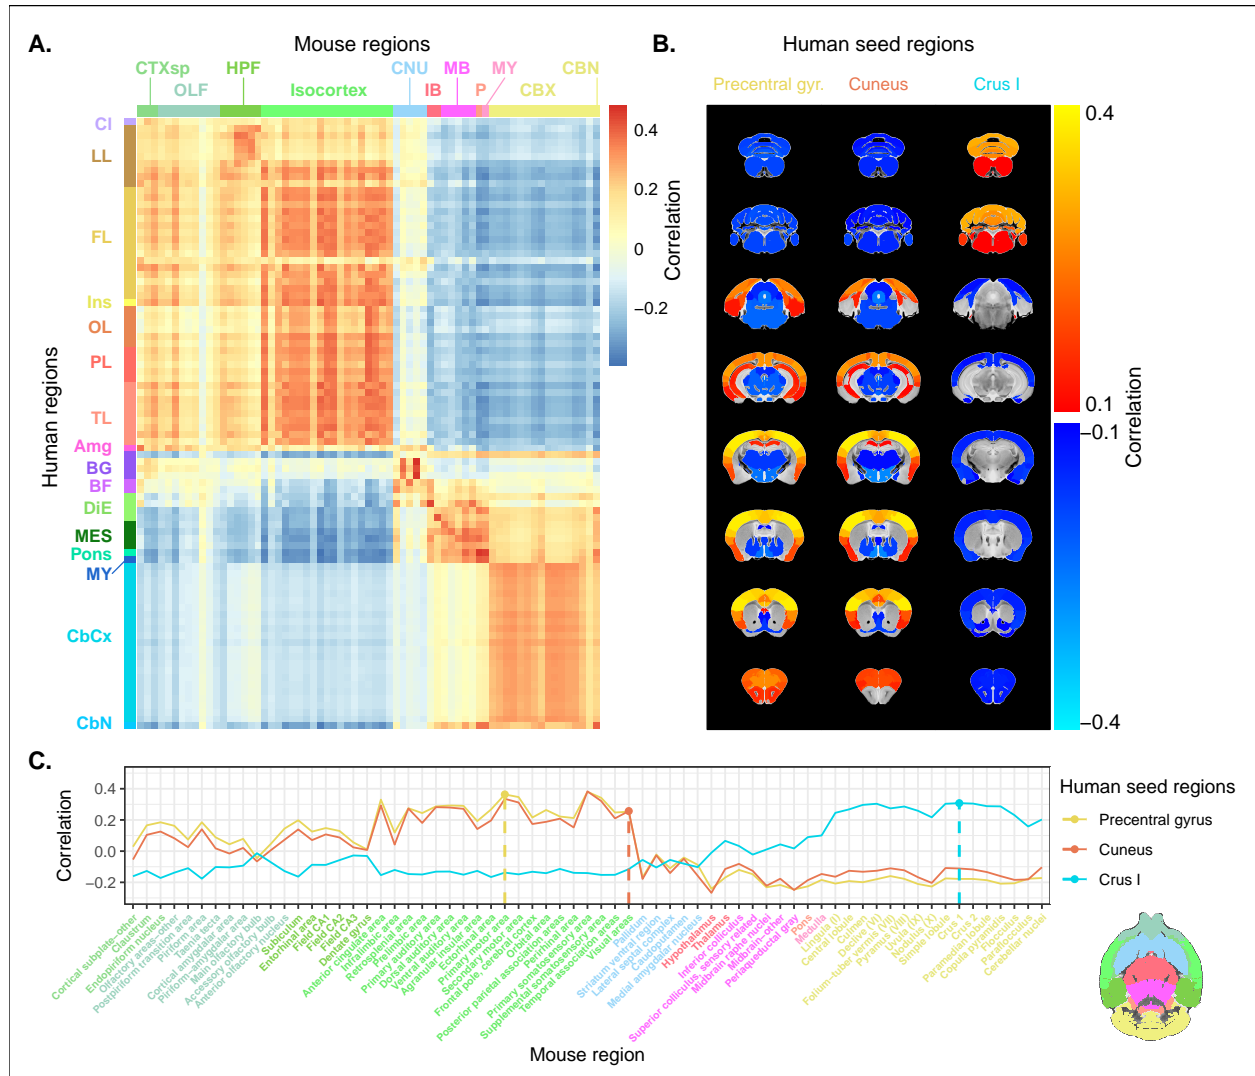 A.
Mouse regions
CTXsp
HPF
CNU
MB
MY
CBN
OLF
Isocortex
IB
P
CBX
Human regions
Cl
LL
FL
Ins
OL
PL
TL
Amg
BG
BF
DiE
MES
Pons
MY
CbCx
CbN
0.4
0.2
0
−0.2
Correlation
B.
Human seed regions
Precentral gyr.
Cuneus
Crus I
0.4
0.1
−0.1
−0.4
Correlation
C.
Correlation
0.4
0.2
0.0
−0.2
Cortical subplate-other
Claustrum
Endopiriform nucleus
Olfactory areas-other
Piriform area
Postpiriform transition area
Taenia tecta
Cortical amygdalar area
Piriform-amygdalar area
Main olfactory bulb
Accessory olfactory bulb
Anterior olfactory nucleus
Subiculum
Entorhinal area
Field CA1
Field CA2
Field CA3
Dentate gyrus
Anterior cingulate area
Infralimbic area
Retrosplenial area
Prelimbic area
Primary auditory area
Ventral auditory area
Dorsal auditory area
Agranular insular area
Ectorhinal area
Primary motor area
Secondary motor area
Frontal pole, cerebral cortex
Orbital area
Posterior parietal association areas
Perirhinal area
Primary somatosensory area
Supplemental somatosensory area
Temporal association areas
Visual areas
Pallidum
Striatum ventral region
Lateral septal complex
Caudoputamen
Medial amygdalar nucleus
Hypothalamus
Thalamus
Inferior colliculus
Superior colliculus, sensory related
Midbrain raphe nuclei
Midbrain-other
Periaqueductal gray
Pons
Medulla
Lingula (I)
Central lobule
Culmen
Declive (VI)
Folium-tuber vermis (VII)
Pyramus (VIII)
Uvula (IX)
Nodulus (X)
Simple lobule
Crus 1
Crus 2
Paramedian lobule
Copula pyramidis
Flocculus
Paraflocculus
Cerebellar nuclei
Mouse region
Human seed regions
Precentral gyrus
Cuneus
Crus I